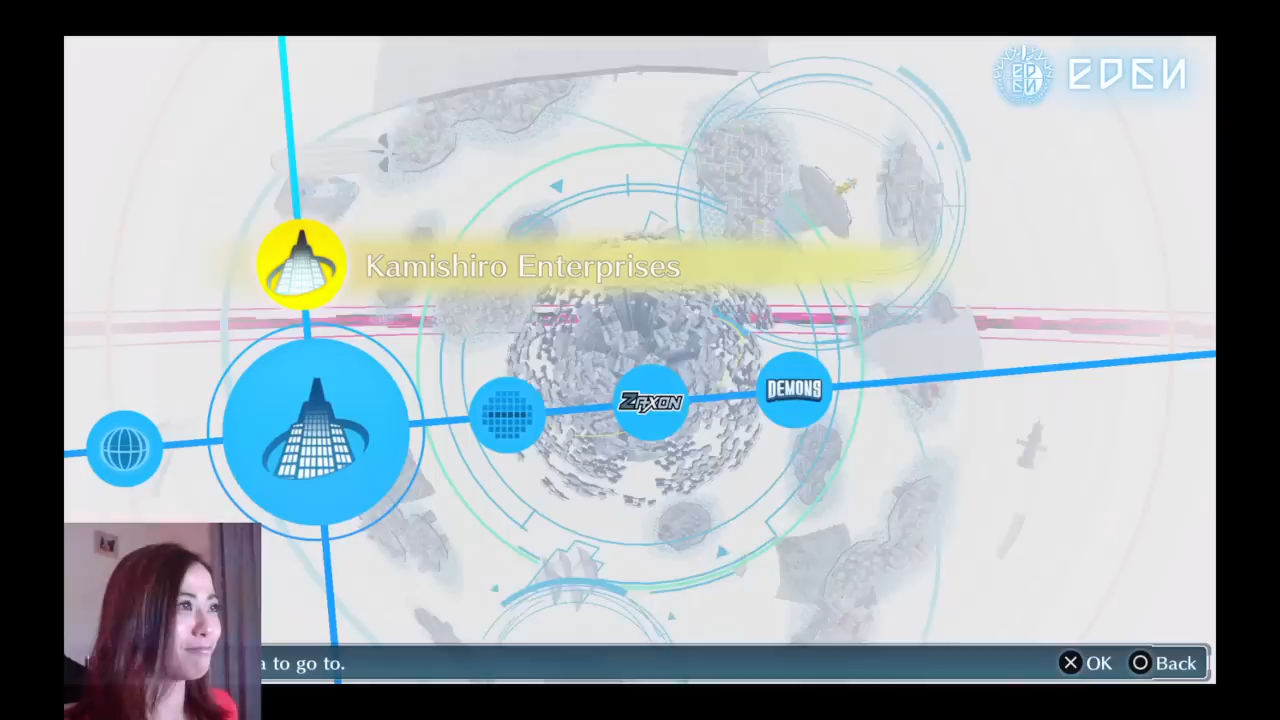 EDEN
Kamishiro Enterprises
ZAXON
DEMONS
to go to.
OK
Back